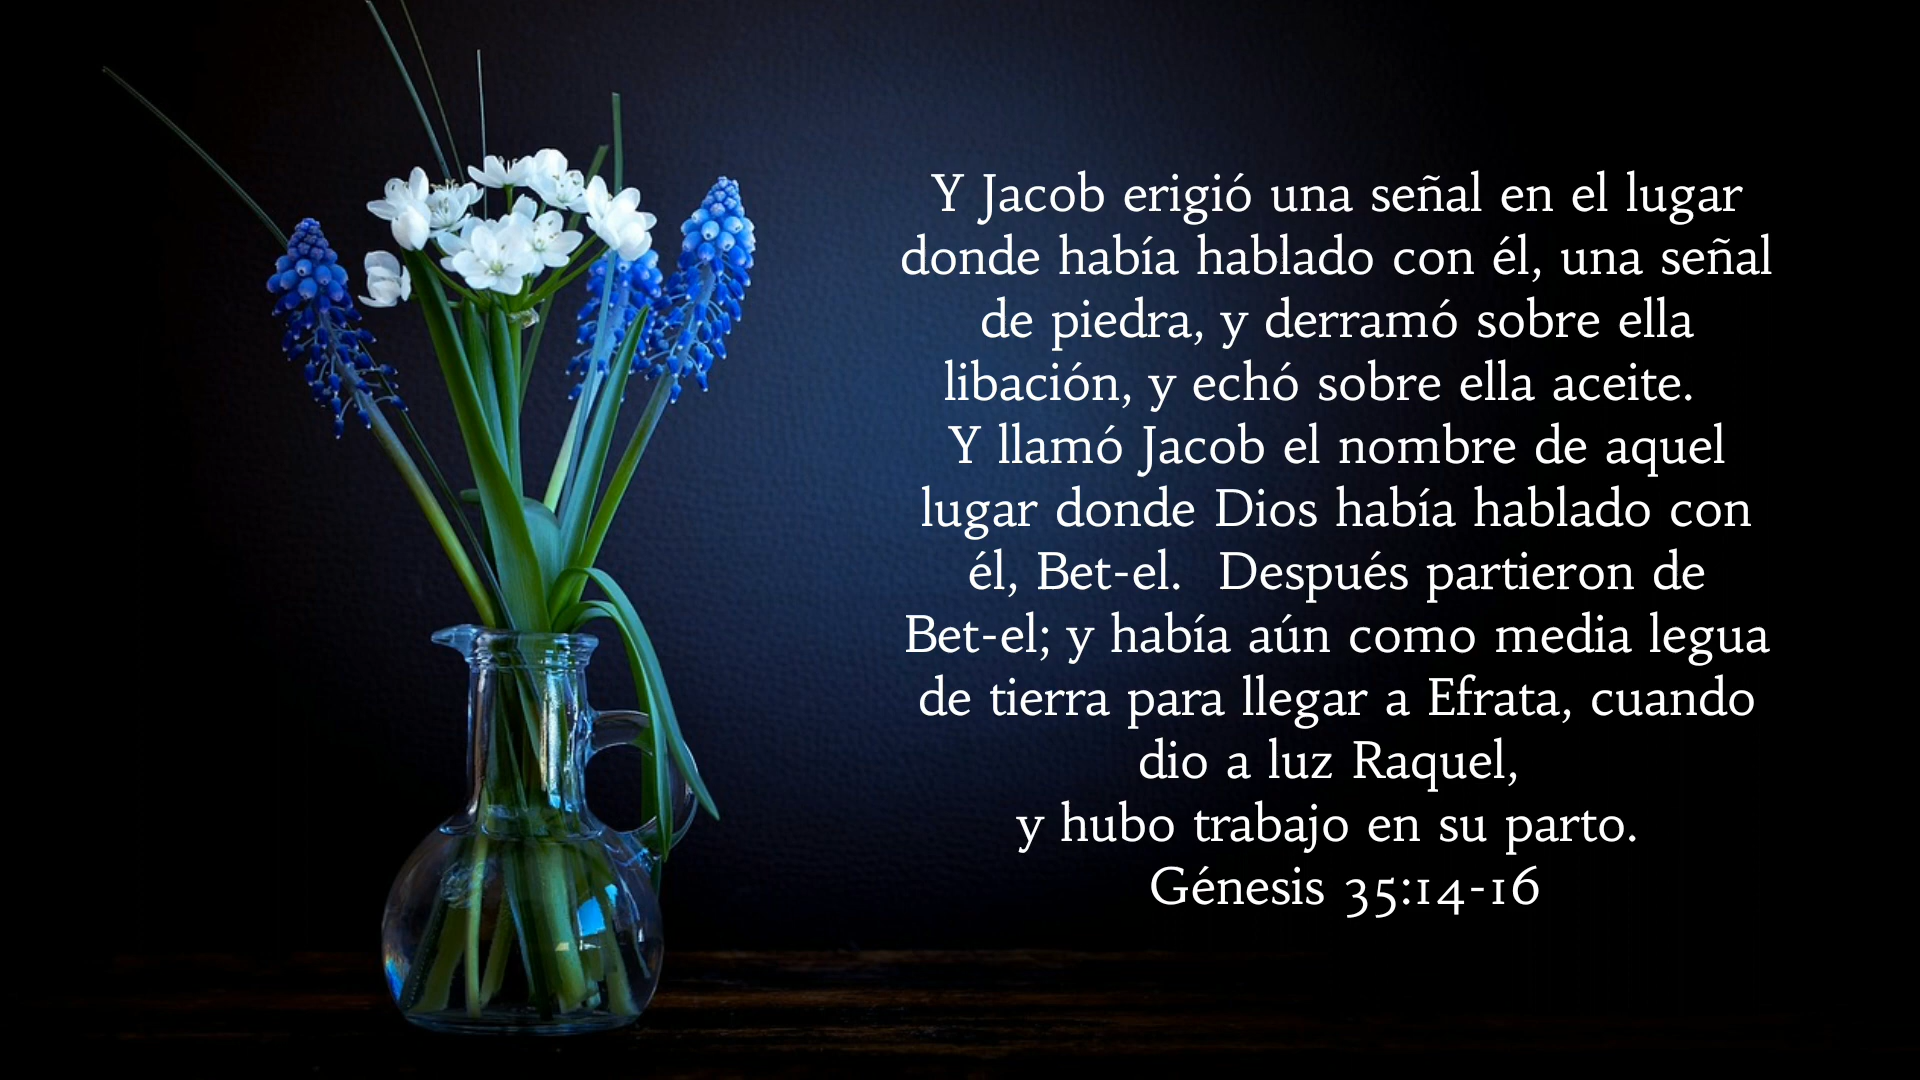 Y Jacob erigió una señal en el lugar
donde había hablado con él, una señal
de piedra, y derramó sobre ella
libación, y echó sobre ella aceite.
Y llamó Jacob el nombre de aquel
lugar donde Dios había hablado con
él, Bet-el.  Después partieron de
Bet-el; y había aún como media legua
de tierra para llegar a Efrata, cuando
dio a luz Raquel,
y hubo trabajo en su parto.
Génesis 35:14-16